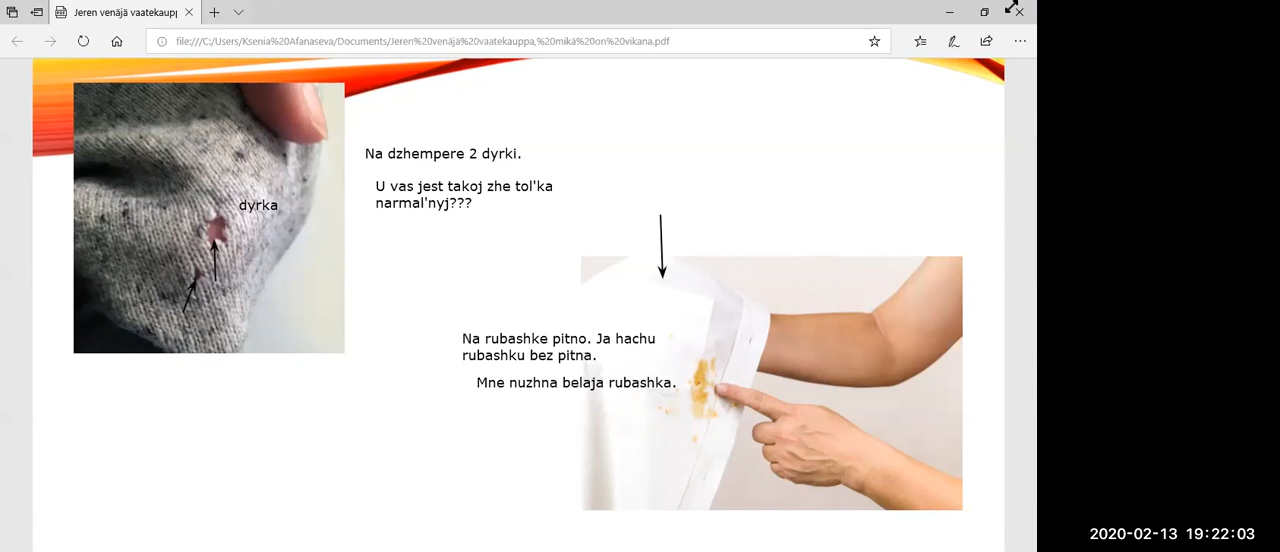 Jeren venäjä vaatekaup
file:///C:/Users/Ksenia%20Afanaseva/Documents/Jeren%20venäjä%20vaatekauppa,%20mikä%20on%20vikana.pdf
Na dzhempere 2 dyrki.
U vas jest takoj zhe tol'ka
narmal'nyj???
dyrka
Na rubashke pitno. Ja hachu
rubashku bez pitna.
Mne nuzhna belaja rubashka.
2020-02-13 19:22:03